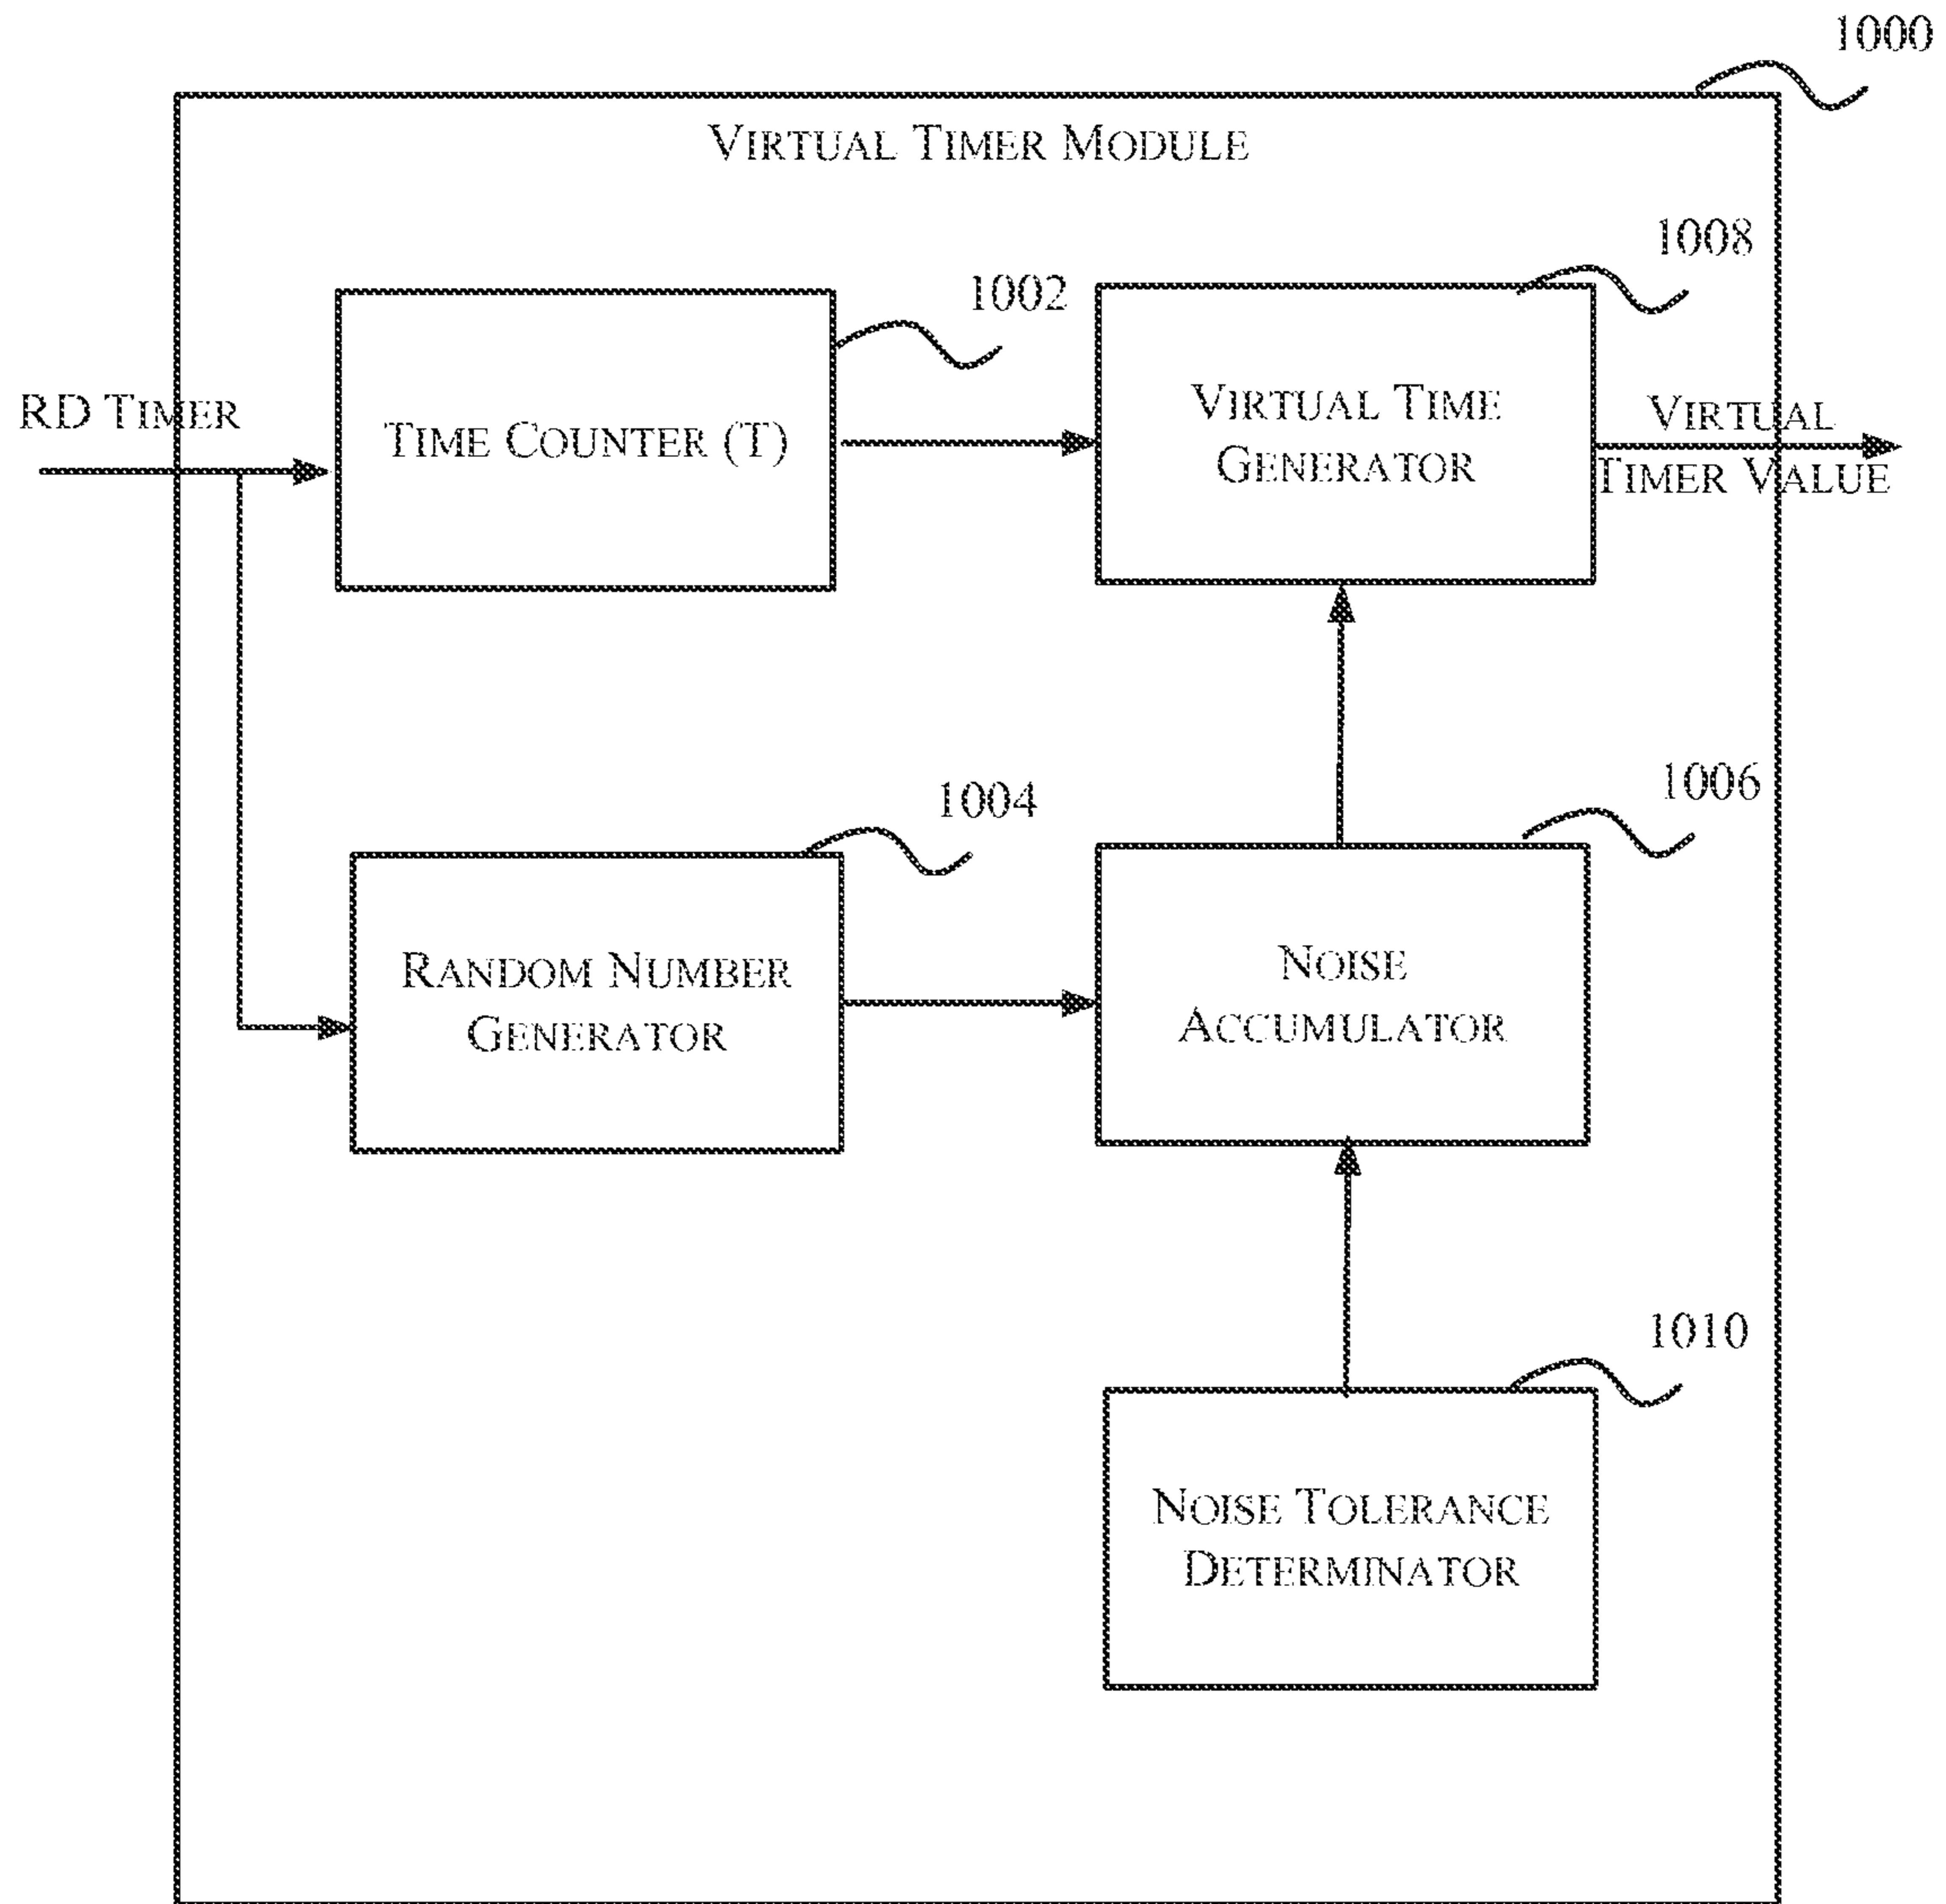 1000
VIRTUAL TIMER MODULE
1008
1002
RD TIMER
TIME COUNTER (T)
VIRTUAL TIME
GENERATOR
VIRTUAL
TIMER VALUE
1004
1006
RANDOM NUMBER
GENERATOR
NOISE
ACCUMULATOR
1010
NOISE TOLERANCE
DETERMINATOR